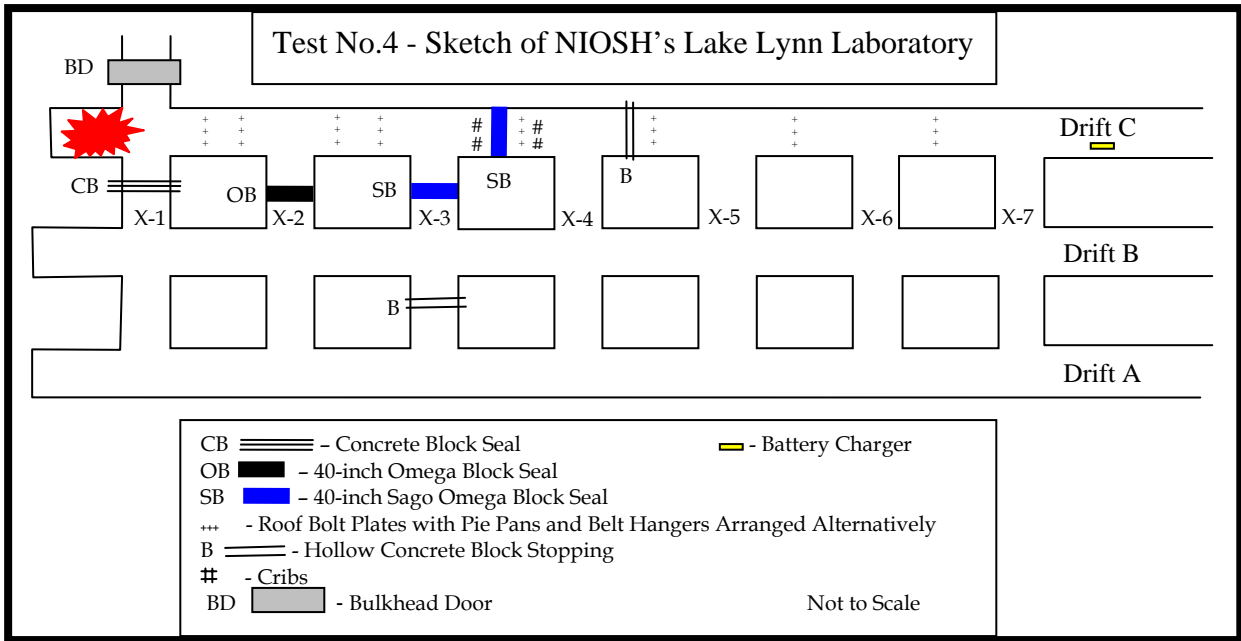 Test No.4 - Sketch of NIOSH's Lake Lynn Laboratory
BD
Drift C
CB
OB
SB
SB
B
X-1
X-2
X-3
X-4
X-5
X-6
X-7
Drift B
B
Drift A
CB – Concrete Block Seal
- Battery Charger
OB – 40-inch Omega Block Seal
SB – 40-inch Sago Omega Block Seal
+++ - Roof Bolt Plates with Pie Pans and Belt Hangers Arranged Alternatively
B - Hollow Concrete Block Stopping
# - Cribs
BD - Bulkhead Door
Not to Scale